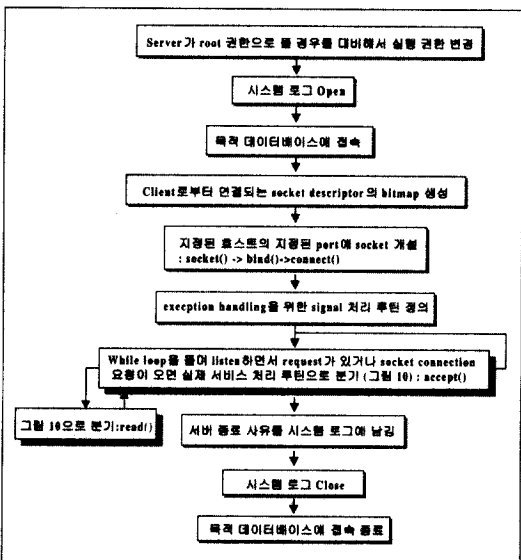 Server가 root 권한으로 뜰 경우를 대비해서 실행 권한 변경
시스템 로그 Open
목적 데이터베이스에 접속
Client로부터 연결되는 socket descriptor의 bitmap 생성
지정된 호스트의 지정된 port에 socket 개설
: socket() -> bind()->connect()
exection handling을 위한 signal 처리 루틴 정의
While loop을 돌며 listen하면서 request가 있거나 socket connection
요청이 오면 실제 서비스 처리 루틴으로 분기 (그림 10) : accept()
그림 10으로 분기:read()
서버 종료 사유를 시스템 로그에 남김
시스템 로그 Close
목적 데이터베이스에 접속 종료